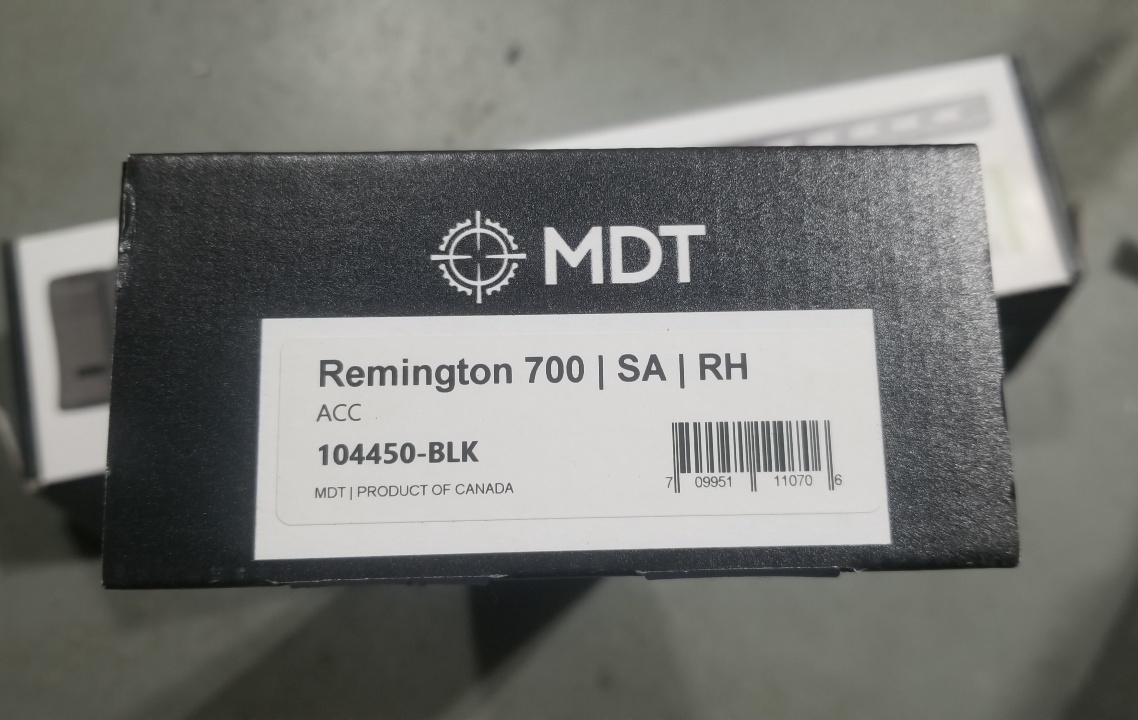 MDT
Remington 700 | SA | RH
ACC
104450-BLK
MDT | PRODUCT OF CANADA
7 09951 11070 6